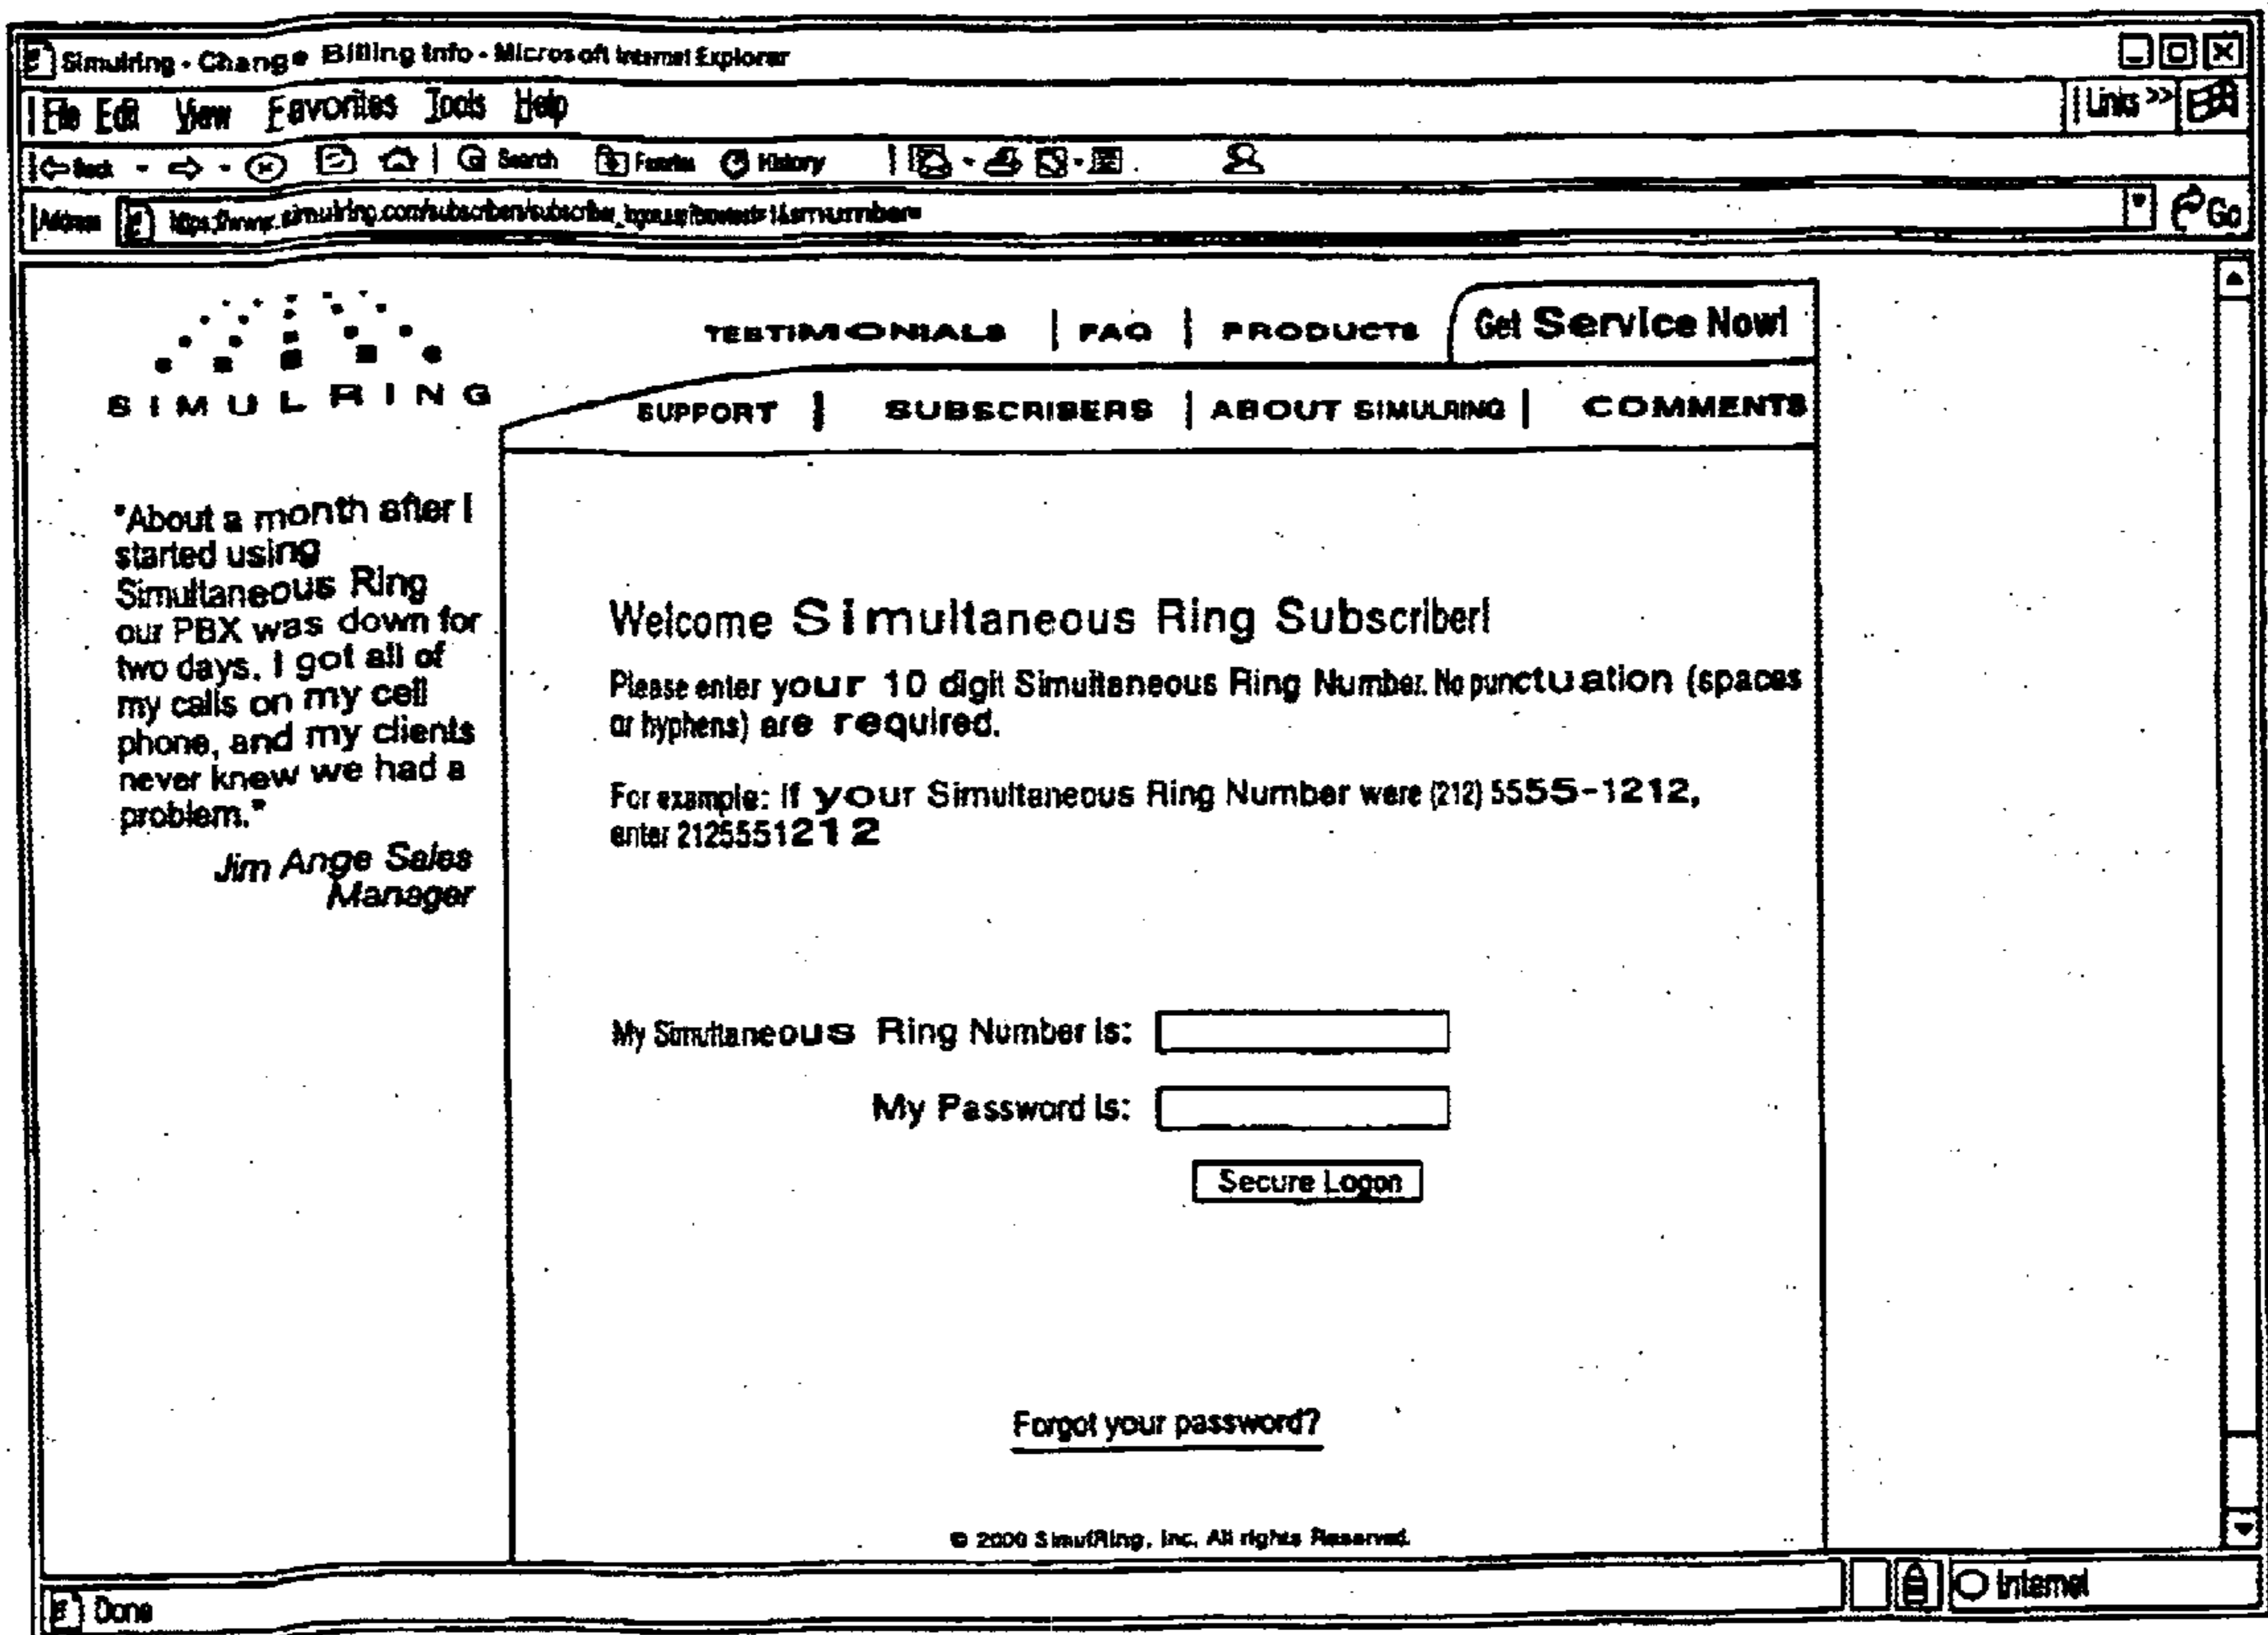 Simulring - Change Billing Info - Microsoft Internet Explorer
File Edit View Favorites Tools Help
Links >>
Back Search Favorites History
Address
Go
SIMULRING
TESTIMONIALS | FAQ | PRODUCTS
Get Service Now!
SUPPORT | SUBSCRIBERS | ABOUT SIMULRING | COMMENTS
"About a month after I
started using
Simultaneous Ring
our PBX was down for
two days. I got all of
my calls on my cell
phone, and my clients
never knew we had a
problem."
Jim Ange Sales
Manager
Welcome Simultaneous Ring Subscriber!
Please enter your 10 digit Simultaneous Ring Number. No punctuation (spaces
or hyphens) are required.
For example: If your Simultaneous Ring Number were (212) 5555-1212,
enter 2125551212
My Simultaneous Ring Number is:
My Password is:
Secure Logon
Forgot your password?
© 2000 SimulRing, Inc. All rights Reserved.
Done
Internet